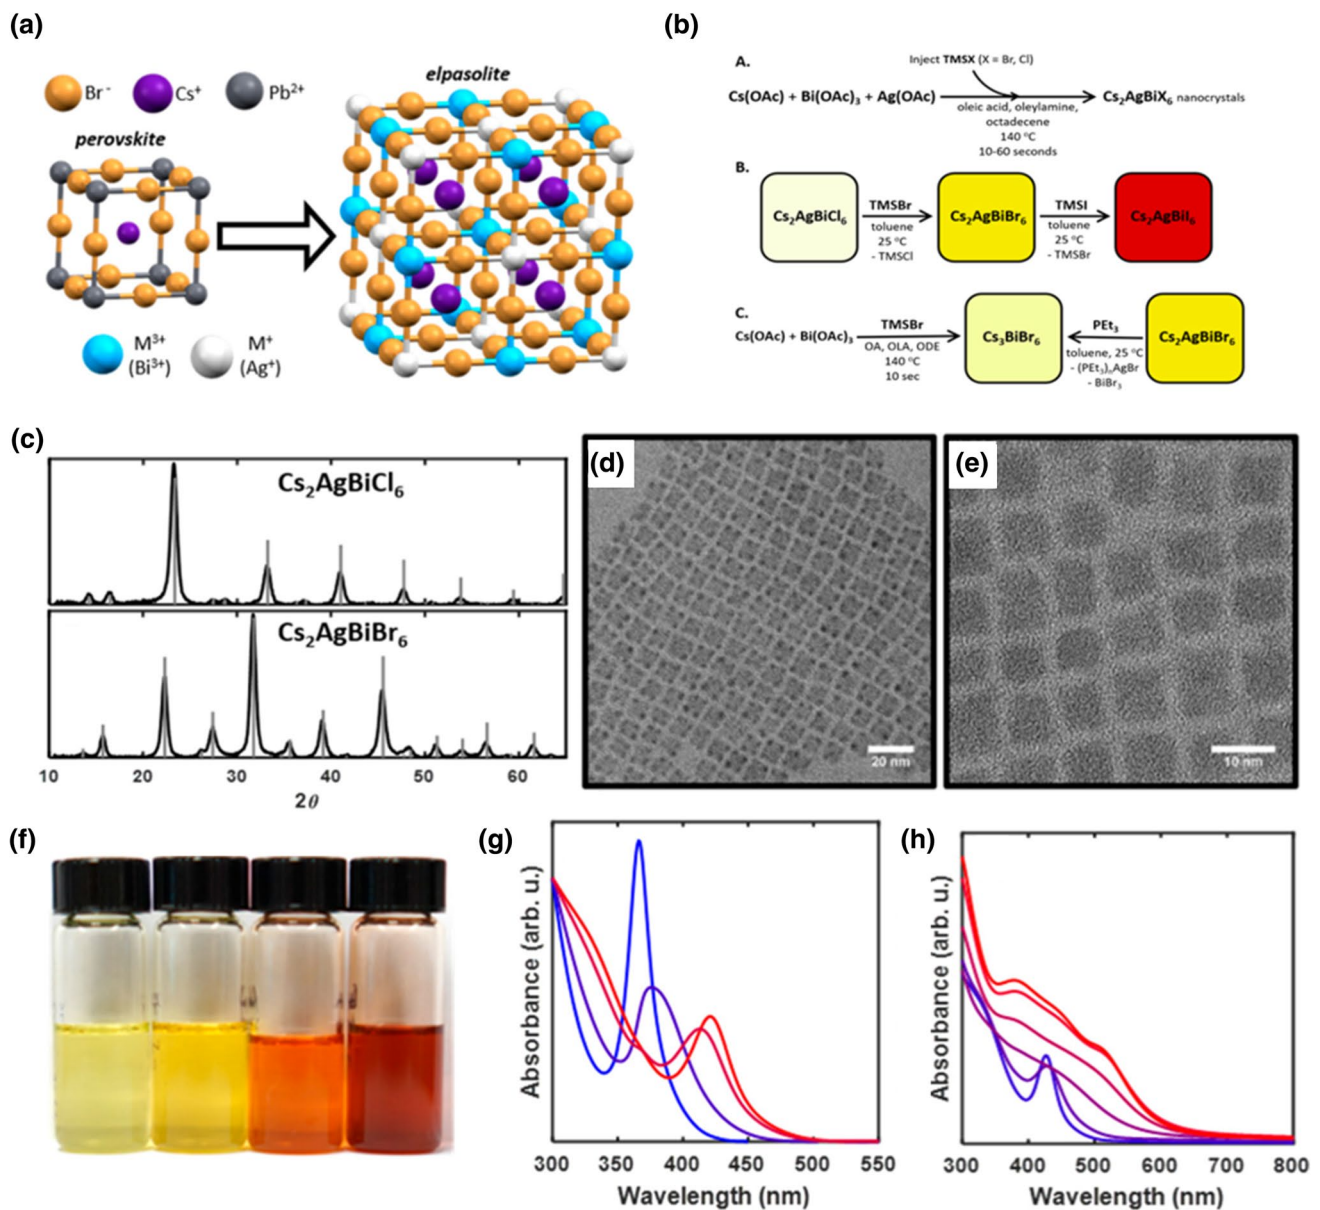 (a)
Br⁻ Cs⁺ Pb²⁺
perovskite
elpasolite
M³⁺
(Bi³⁺)
M⁺
(Ag⁺)
(b)
A.
Inject TMSX (X = Br, Cl)
Cs(OAc) + Bi(OAc)₃ + Ag(OAc)
oleic acid, oleylamine,
octadecene
140 °C
10-60 seconds
Cs₂AgBiX₆ nanocrystals
B.
Cs₂AgBiCl₆
TMSBr
toluene
25 °C
- TMSCl
Cs₂AgBiBr₆
TMSI
toluene
25 °C
- TMSBr
Cs₂AgBiI₆
C.
Cs(OAc) + Bi(OAc)₃
TMSBr
OA, OLA, ODE
140 °C
10 sec
Cs₃BiBr₆
PEt₃
toluene, 25 °C
- (PEt₃)ₙAgBr
- BiBr₃
Cs₂AgBiBr₆
(c)
Cs₂AgBiCl₆
Cs₂AgBiBr₆
10 20 30 40 50 60
2θ
(d)
20 nm
(e)
10 nm
(f)
(g)
Absorbance (arb. u.)
300 350 400 450 500 550
Wavelength (nm)
(h)
Absorbance (arb. u.)
300 400 500 600 700 800
Wavelength (nm)